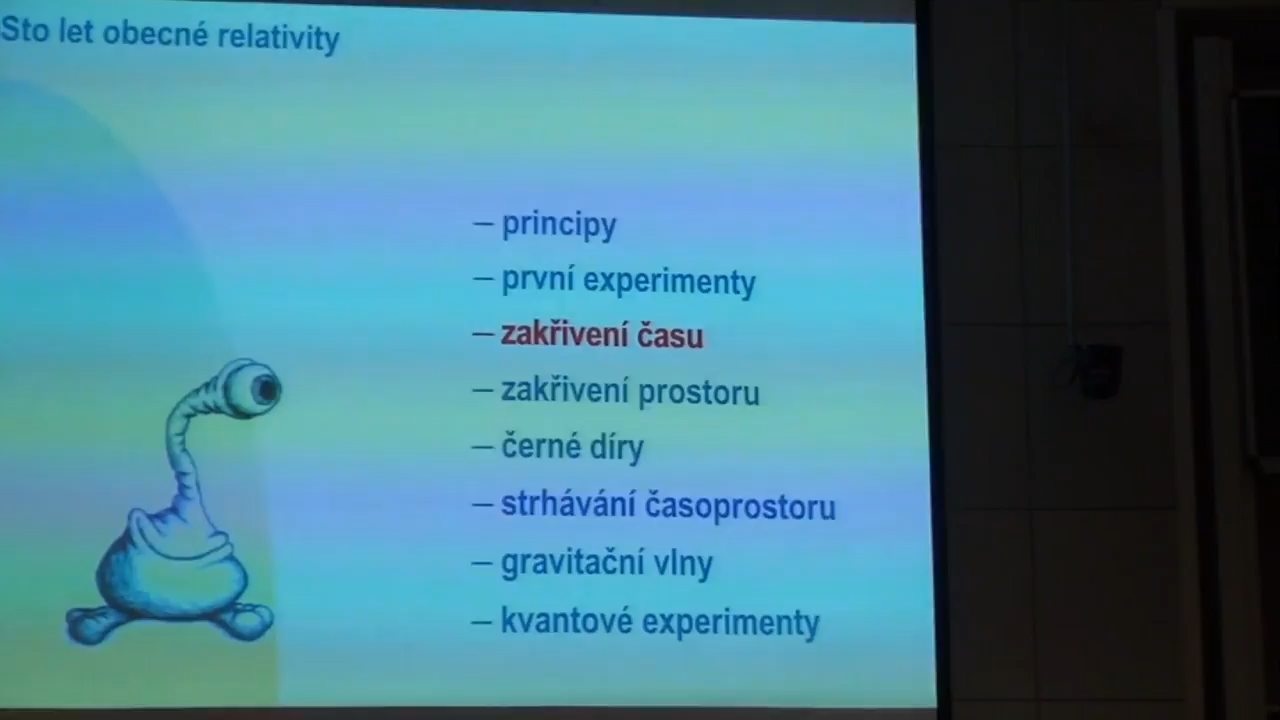 Sto let obecné relativity
– principy
– první experimenty
– zakřivení času
– zakřivení prostoru
– černé díry
– strhávání časoprostoru
– gravitační vlny
– kvantové experimenty